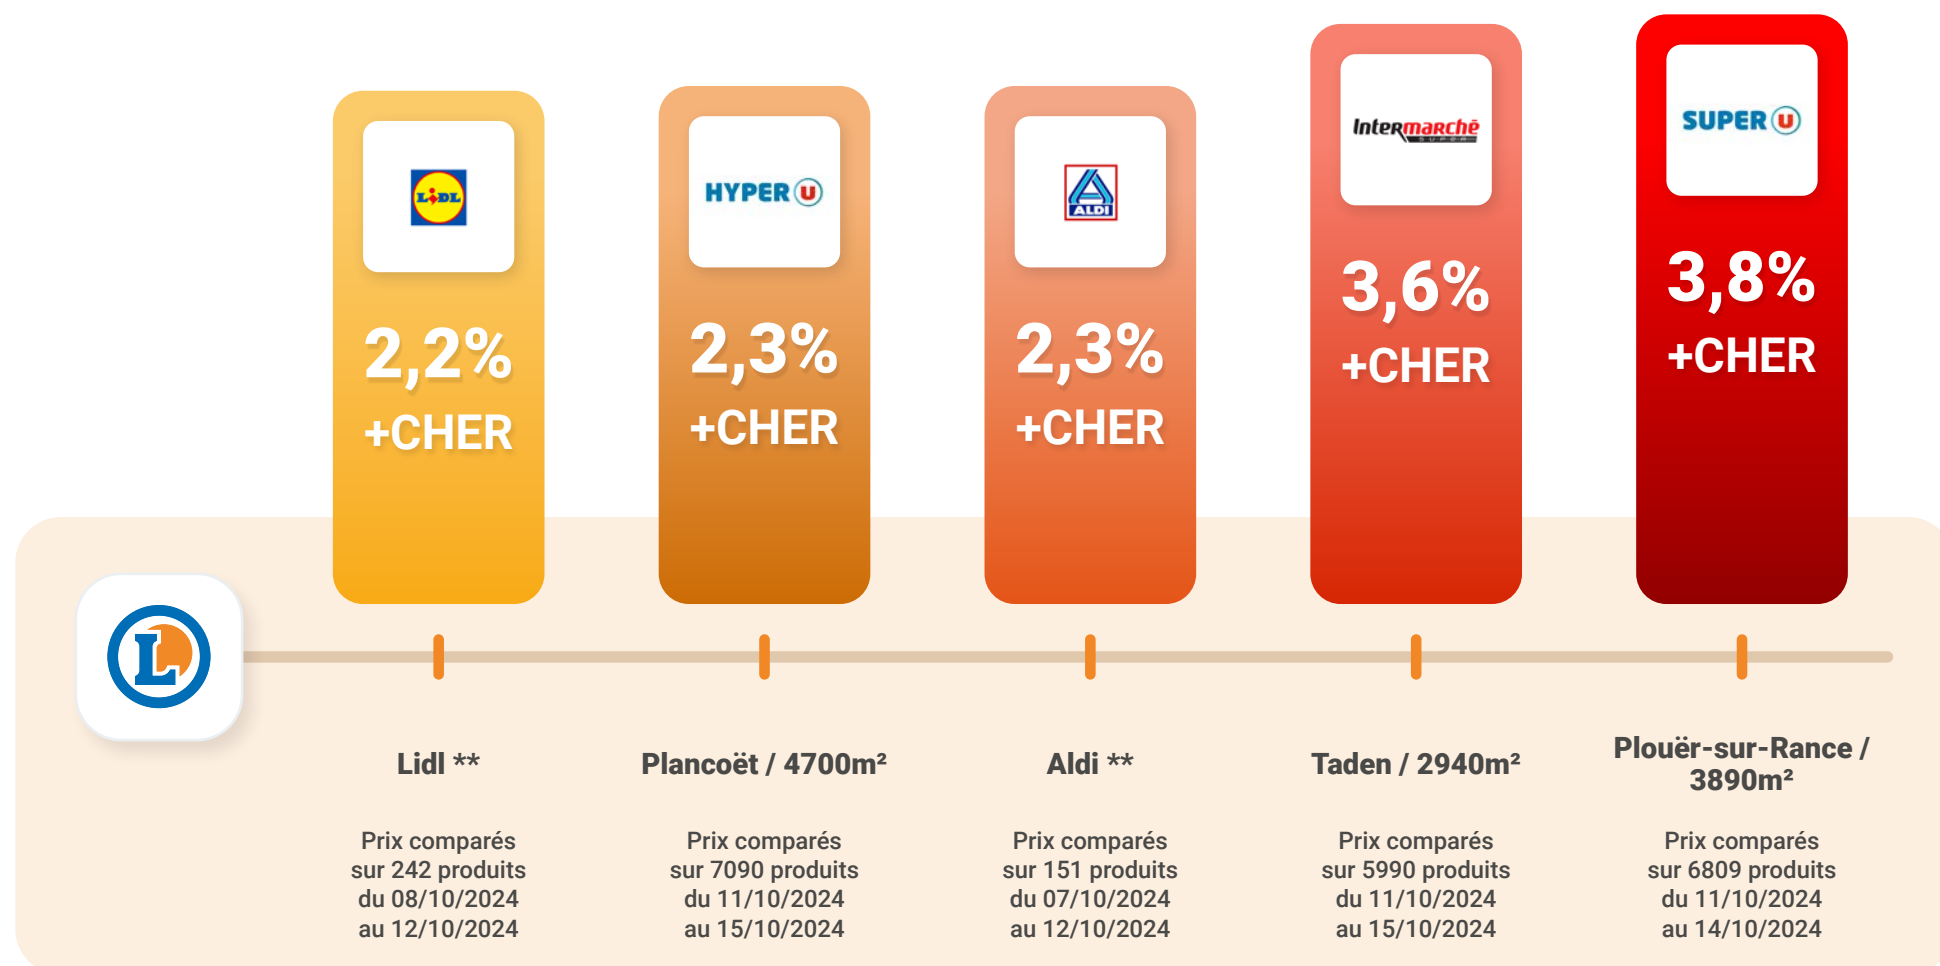 LIDL
2,2%
+CHER
HYPER U
2,3%
+CHER
ALDI
2,3%
+CHER
Intermarchē
SUPER
3,6%
+CHER
SUPER U
3,8%
+CHER
L
Lidl **
Prix comparés
sur 242 produits
du 08/10/2024
au 12/10/2024
Plancoët / 4700m²
Prix comparés
sur 7090 produits
du 11/10/2024
au 15/10/2024
Aldi **
Prix comparés
sur 151 produits
du 07/10/2024
au 12/10/2024
Taden / 2940m²
Prix comparés
sur 5990 produits
du 11/10/2024
au 15/10/2024
Plouër-sur-Rance /
3890m²
Prix comparés
sur 6809 produits
du 11/10/2024
au 14/10/2024